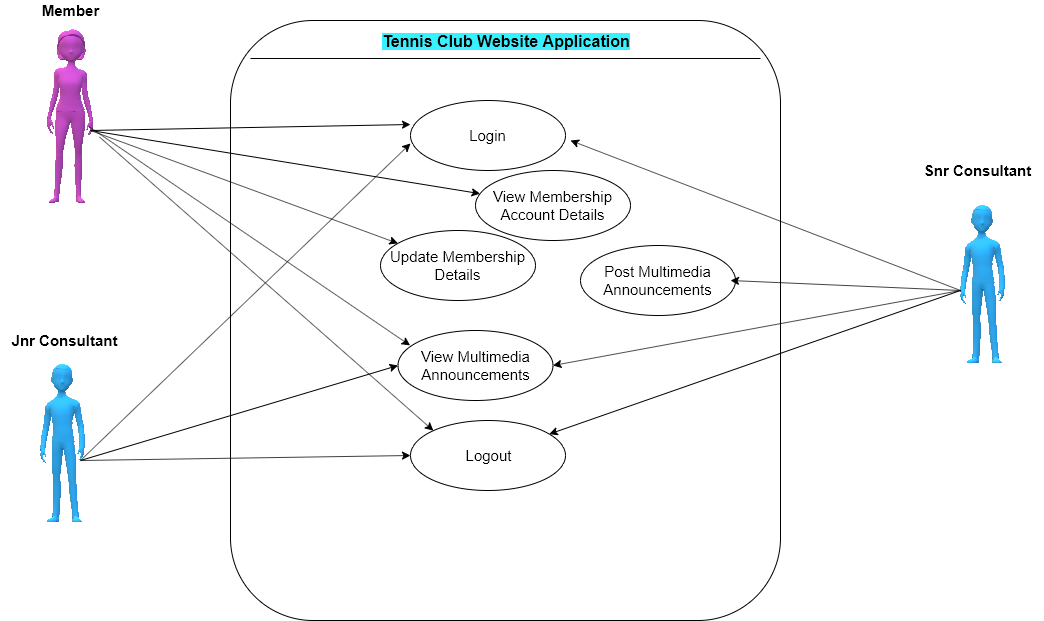 Member
Tennis Club Website Application
Login
Snr Consultant
View Membership
Account Details
Update Membership
Details
Post Multimedia
Announcements
Jnr Consultant
View Multimedia
Announcements
Logout